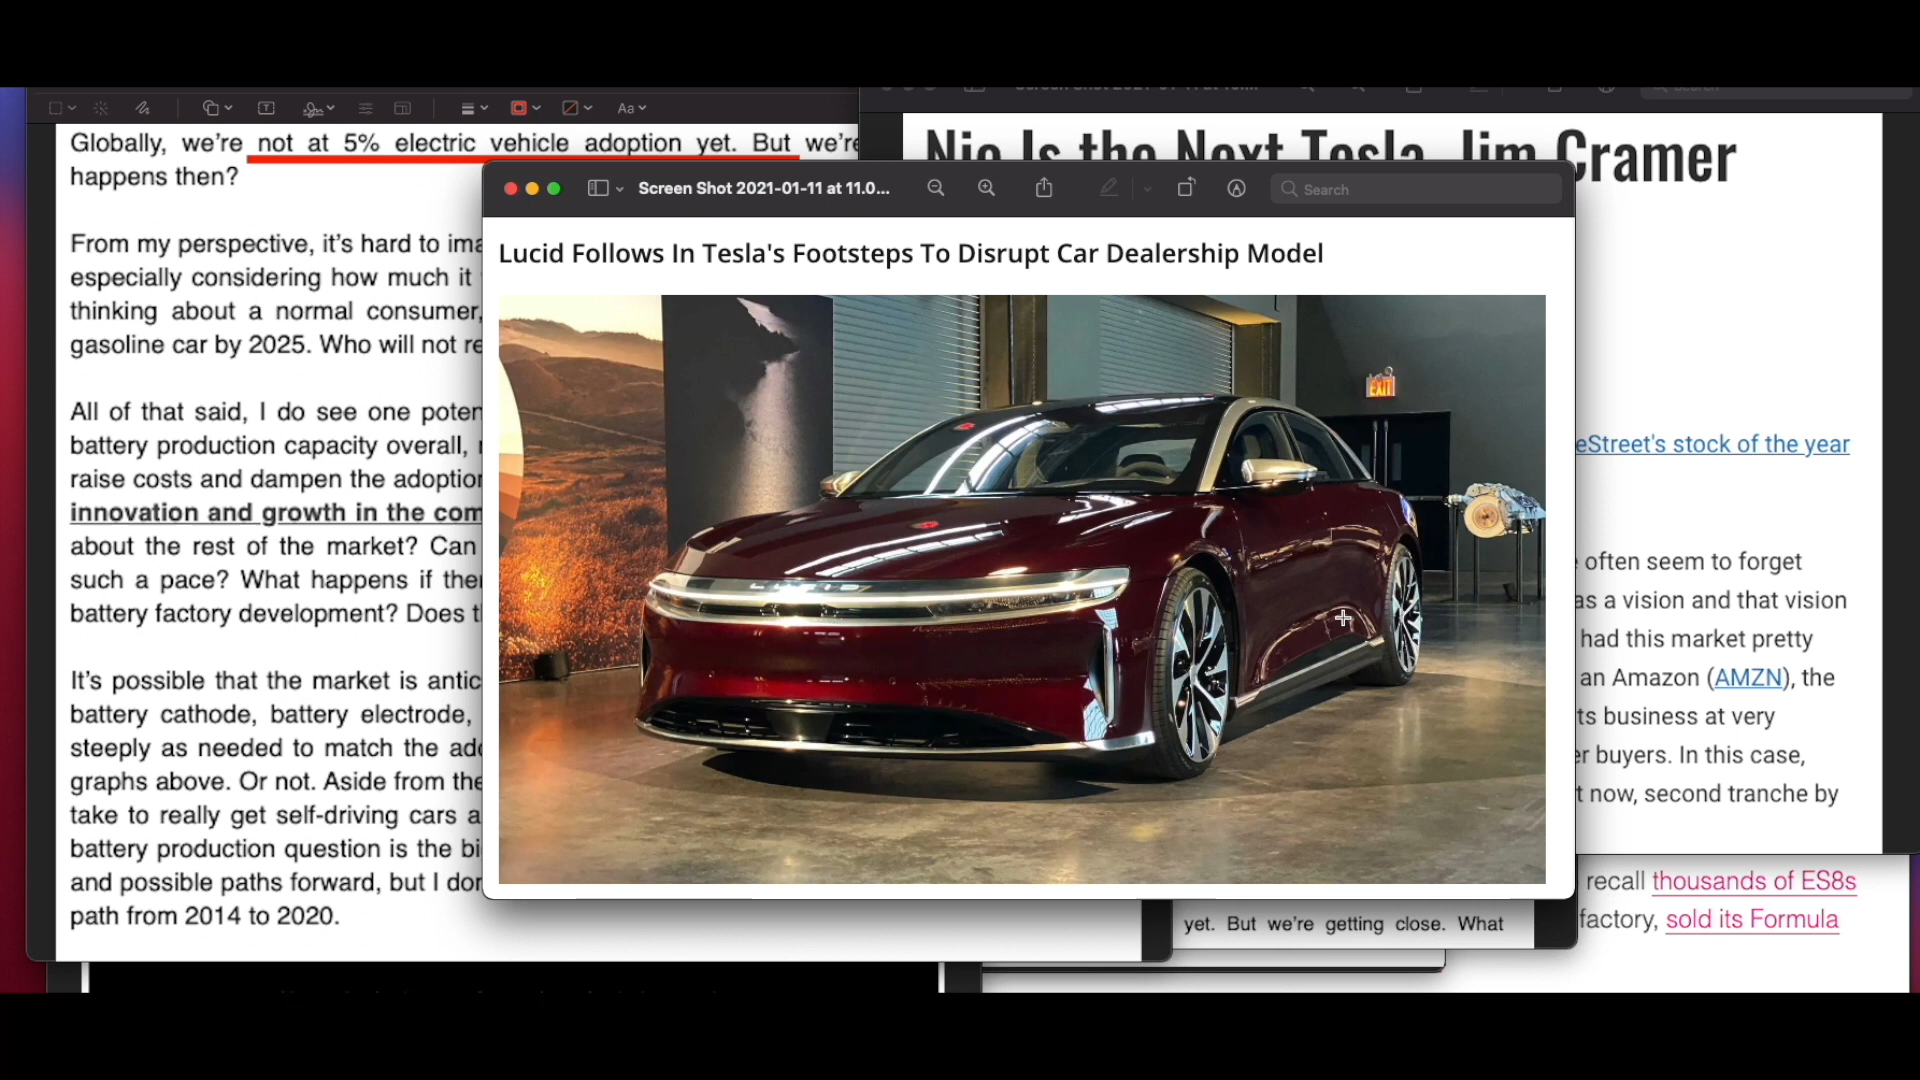 Aa
Globally, we're not at 5% electric vehicle adoption yet. But we're
happens then?
From my perspective, it's hard to
especially considering how much it
thinking about a normal consumer,
gasoline car by 2025. Who will not
All of that said, I do see one
battery production capacity overall,
raise costs and dampen the
innovation and growth in the
about the rest of the market? Can
such a pace? What happens if
battery factory development? Does
It's possible that the market is
battery cathode, battery electrode,
steeply as needed to match the
graphs above. Or not. Aside from the
take to really get self-driving cars
battery production question is the
and possible paths forward, but I
path from 2014 to 2020.
Screen Shot 2021-01-11 at 11.0...
Search
Lucid Follows In Tesla's Footsteps To Disrupt Car Dealership Model
LUCID
EXIT
Nio Is the Next Tesla, Jim Cramer
eStreet's stock of the year
often seem to forget
as a vision and that vision
had this market pretty
an Amazon (AMZN), the
ts business at very
er buyers. In this case,
t now, second tranche by
recall thousands of ES8s
factory, sold its Formula
yet. But we're getting close. What